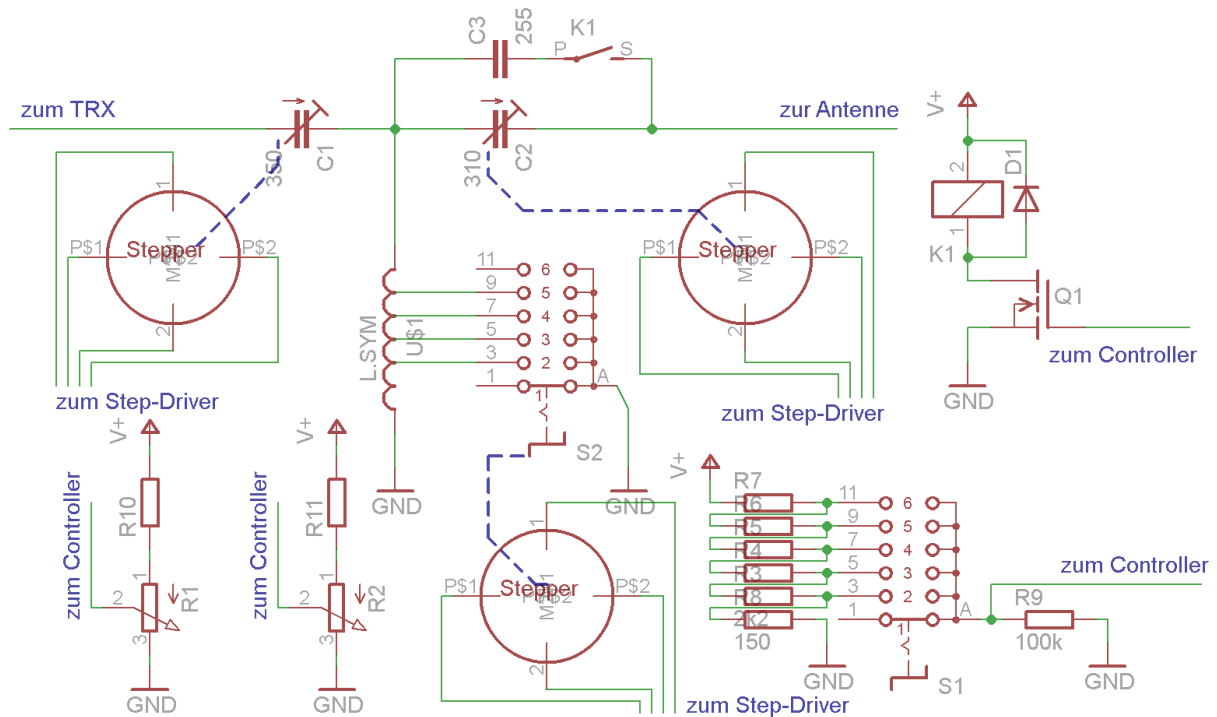 C3
255
K1
P
S
zum TRX
350
C1
310
C2
zur Antenne
V+
2
D1
1
K1
Q1
zum Controller
GND
1
P$1
Stepper
P$2
2
zum Step-Driver
L.SYM
U$1
11
9
7
5
3
1
6
5
4
3
2
1
A
S2
GND
GND
1
P$1
Stepper
P$2
2
zum Step-Driver
V+
R10
zum Controller
1
2
3
R1
GND
V+
R11
zum Controller
1
2
3
R2
GND
1
P$1
Stepper
P$2
2
zum Step-Driver
V+
R7
R6
R5
R4
R3
R8
2k2
150
GND
11
9
7
5
3
1
6
5
4
3
2
1
A
S1
zum Controller
R9
100k
GND